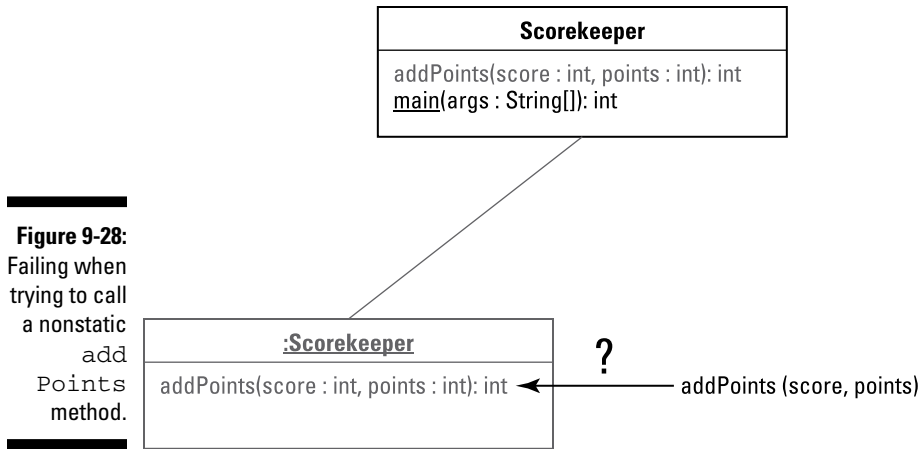 Scorekeeper
addPoints(score : int, points : int): int
main(args : String[]): int
Figure 9-28:
Failing when
trying to call
a nonstatic
add
Points
method.
:Scorekeeper
addPoints(score : int, points : int): int
?
addPoints (score, points)